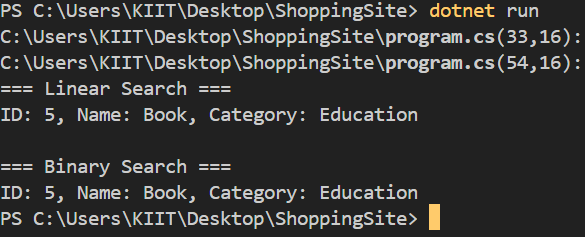 PS C:\Users\KIIT\Desktop\ShoppingSite> dotnet run
C:\Users\KIIT\Desktop\ShoppingSite\program.cs(33,16):
C:\Users\KIIT\Desktop\ShoppingSite\program.cs(54,16):
=== Linear Search ===
ID: 5, Name: Book, Category: Education
=== Binary Search ===
ID: 5, Name: Book, Category: Education
PS C:\Users\KIIT\Desktop\ShoppingSite>